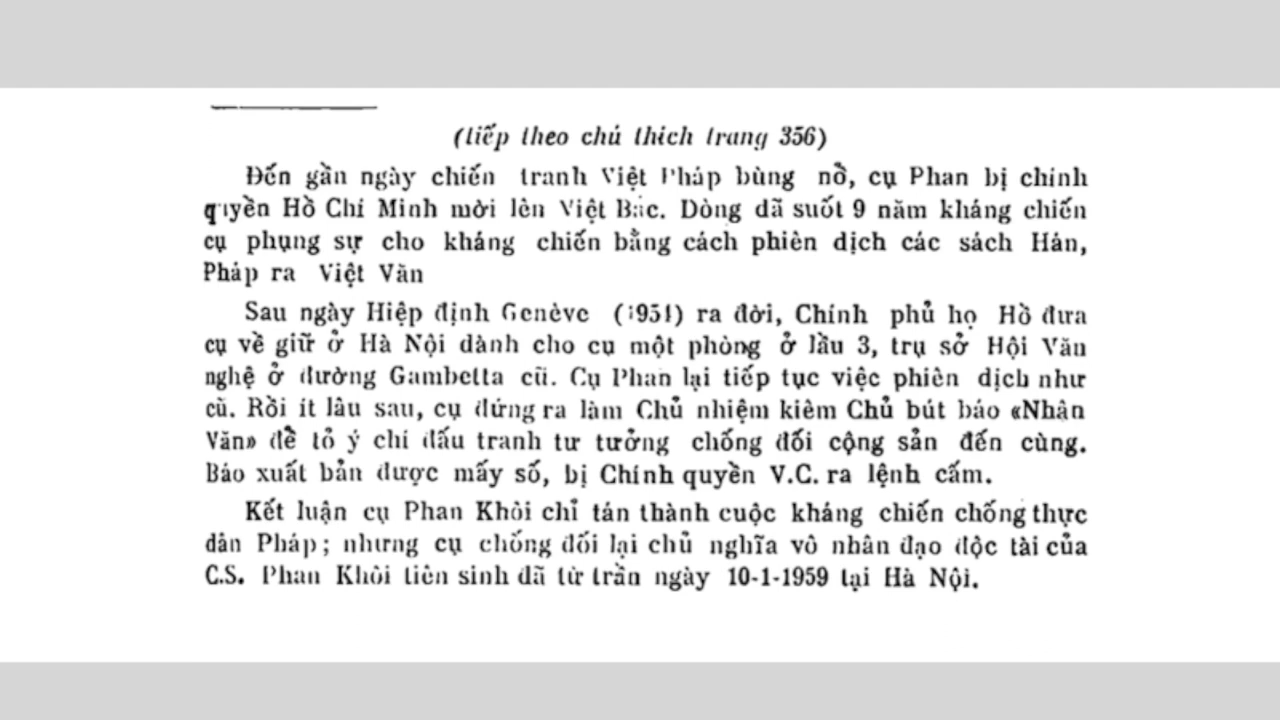 (tiếp theo chú thích trang 356)
Đến gần ngày chiến tranh Việt Pháp bùng nổ, cụ Phan bị chính
quyền Hồ Chí Minh mời lên Việt Bắc. Dòng dã suốt 9 năm kháng chiến
cụ phụng sự cho kháng chiến bằng cách phiên dịch các sách Hán,
Pháp ra Việt Văn
Sau ngày Hiệp định Genève (1954) ra đời, Chính phủ họ Hồ đưa
cụ về giữ ở Hà Nội dành cho cụ một phòng ở lầu 3, trụ sở Hội Văn
nghệ ở đường Gambetta cũ. Cụ Phan lại tiếp tục việc phiên dịch như
cũ. Rồi ít lâu sau, cụ đứng ra làm Chủ nhiệm kiêm Chủ bút báo «Nhân
Văn» để tỏ ý chí đấu tranh tư tưởng chống đối cộng sản đến cùng.
Báo xuất bản được mấy số, bị Chính quyền V.C. ra lệnh cấm.
Kết luận cụ Phan Khôi chỉ tán thành cuộc kháng chiến chống thực
dân Pháp; nhưng cụ chống đối lại chủ nghĩa vô nhân đạo độc tài của
C.S. Phan Khôi tiên sinh đã từ trần ngày 10-1-1959 tại Hà Nội.